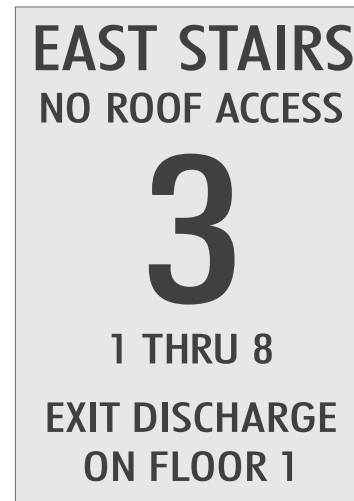 EAST STAIRS
NO ROOF ACCESS
3
1 THRU 8
EXIT DISCHARGE
ON FLOOR 1